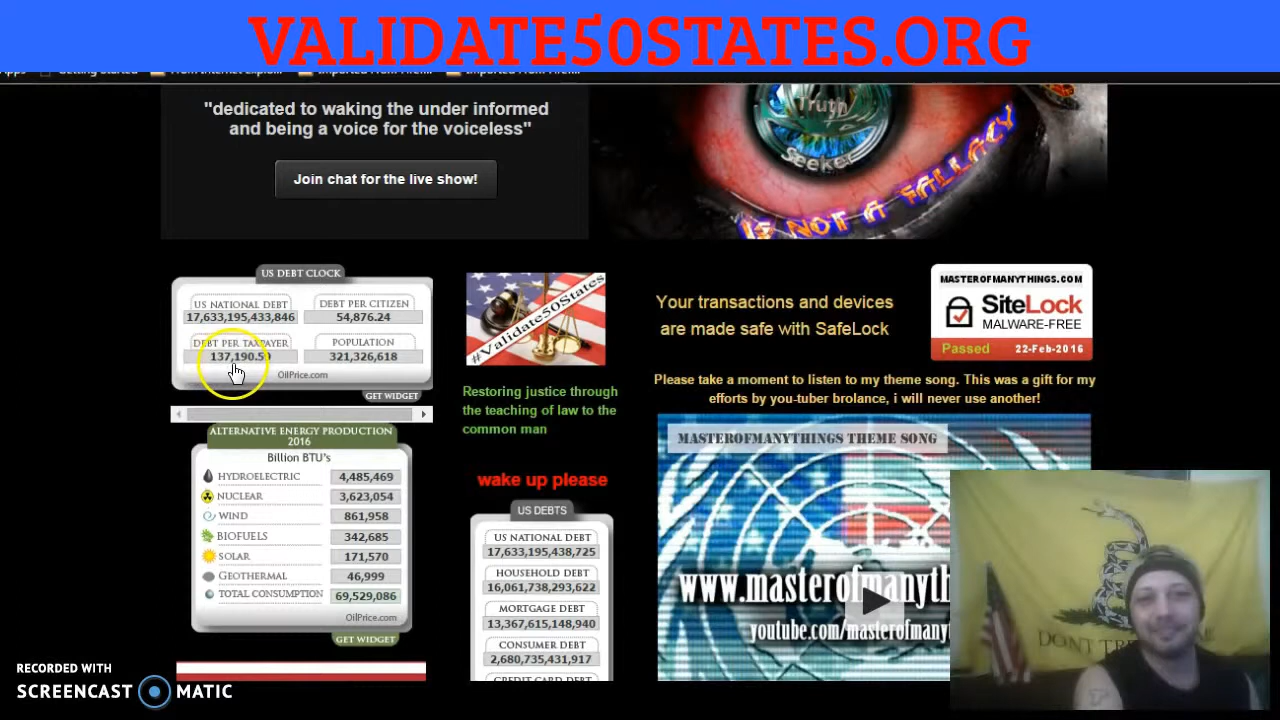 VALIDATE50STATES.ORG
"dedicated to waking the under informed
and being a voice for the voiceless"
Join chat for the live show!
Truth
Seeker
IS NOT A FALLACY
US DEBT CLOCK
US NATIONAL DEBT
17,633,195,433,846
DEBT PER CITIZEN
54,876.24
DEBT PER TAXPAYER
137,190.59
POPULATION
321,326,618
OilPrice.com
GET WIDGET
ALTERNATIVE ENERGY PRODUCTION
2016
Billion BTU's
HYDROELECTRIC 4,485,469
NUCLEAR 3,623,054
WIND 861,958
BIOFUELS 342,685
SOLAR 171,570
GEOTHERMAL 46,999
TOTAL CONSUMPTION 69,529,086
OilPrice.com
GET WIDGET
#Validate50States
Restoring justice through
the teaching of law to the
common man
wake up please
US DEBTS
US NATIONAL DEBT
17,633,195,438,725
HOUSEHOLD DEBT
16,061,738,293,622
MORTGAGE DEBT
13,367,615,148,940
CONSUMER DEBT
2,680,735,431,917
CREDIT CARD DEBT
Your transactions and devices
are made safe with SafeLock
MASTEROFMANYTHINGS.COM
SiteLock
MALWARE-FREE
Passed 22-Feb-2016
Please take a moment to listen to my theme song. This was a gift for my
efforts by you-tuber brolance, i will never use another!
MASTEROFMANYTHINGS THEME SONG
www.masterofmanyth
youtube.com/masterofmany
DONT TR
RECORDED WITH
SCREENCAST MATIC